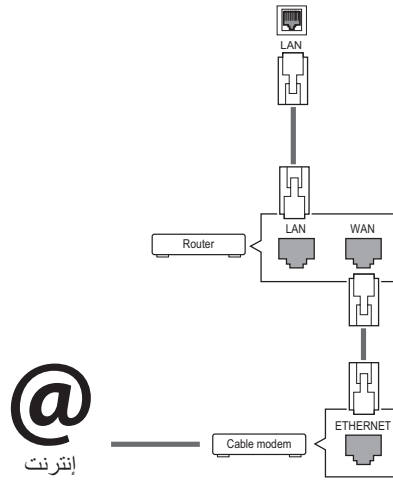 LAN
LAN WAN
Router
ETHERNET
Cable modem
@
إنترنت